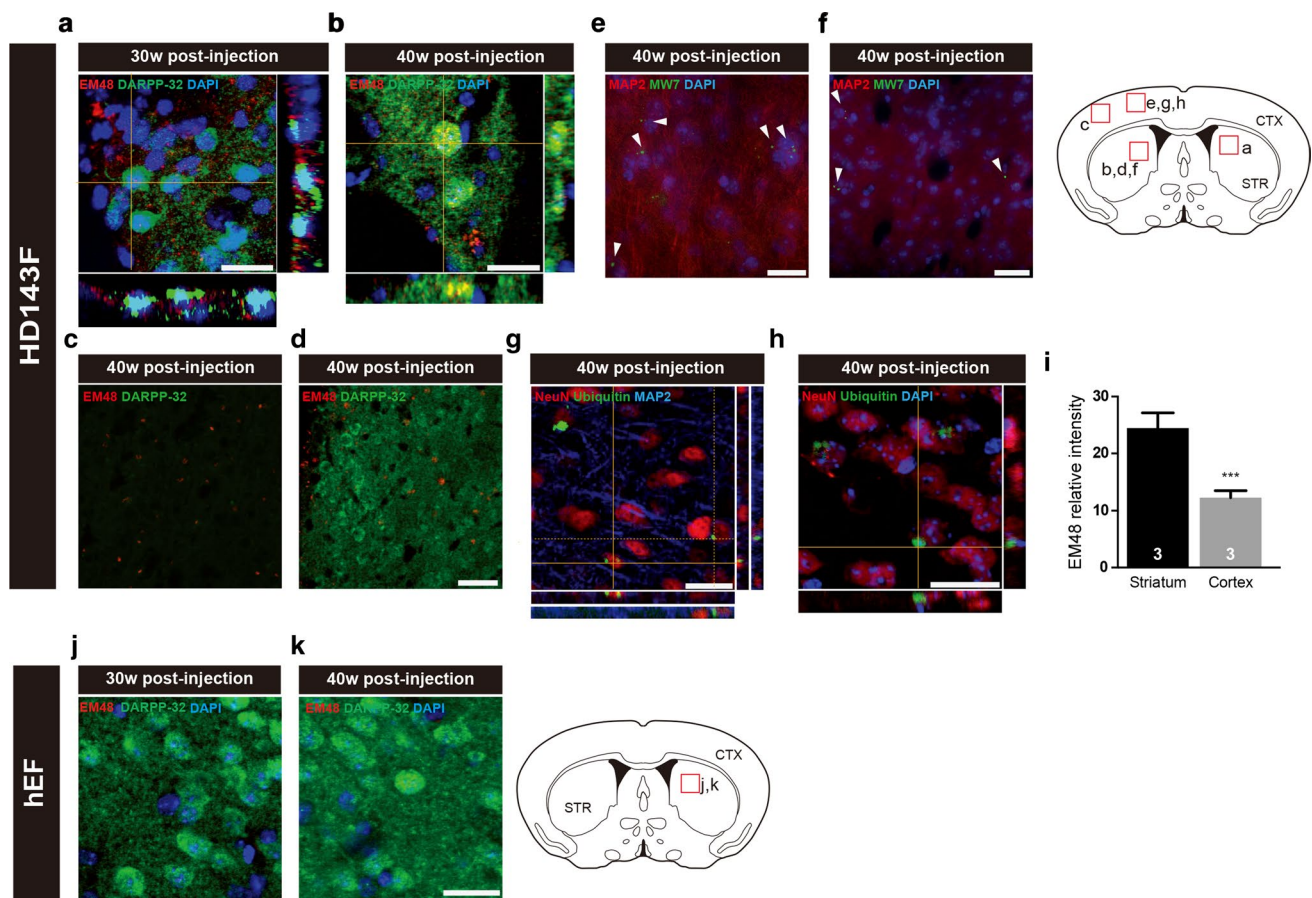 a
30w post-injection
EM48 DARPP-32 DAPI
b
40w post-injection
EM48 DARPP-32 DAPI
e
40w post-injection
MAP2 MW7 DAPI
f
40w post-injection
MAP2 MW7 DAPI
c
e,g,h
CTX
a
b,d,f
STR
HD143F
c
40w post-injection
EM48 DARPP-32
d
40w post-injection
EM48 DARPP-32
g
40w post-injection
NeuN Ubiquitin MAP2
h
40w post-injection
NeuN Ubiquitin DAPI
i
EM48 relative intensity
30
20
10
0
***
3
3
Striatum
Cortex
hEF
j
30w post-injection
EM48 DARPP-32 DAPI
k
40w post-injection
EM48 DARPP-32 DAPI
CTX
j,k
STR